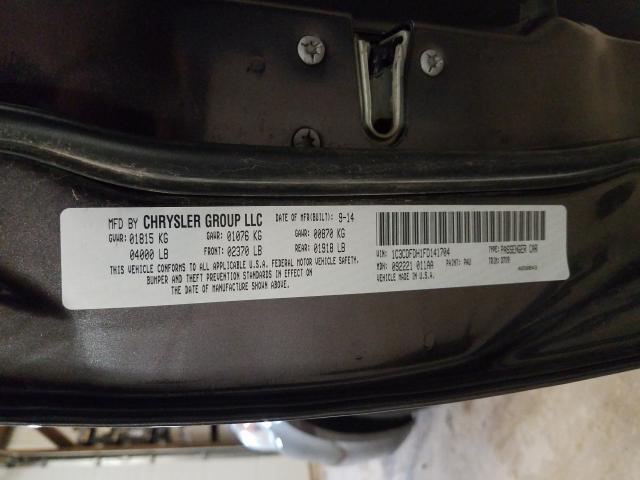 MFD BY CHRYSLER GROUP LLC DATE OF MFR(BUILT): 9-14
GVWR: 01815 KG GAWR: 01076 KG GAWR: 00870 KG
04000 LB FRONT: 02370 LB REAR: 01918 LB
THIS VEHICLE CONFORMS TO ALL APPLICABLE U.S.A. FEDERAL MOTOR VEHICLE SAFETY,
BUMPER AND THEFT PREVENTION STANDARDS IN EFFECT ON
THE DATE OF MANUFACTURE SHOWN ABOVE.
VIN: 1C3CDFDH1FD141704 TYPE: PASSENGER CAR
MDH: 092221 011AA PAINT: PAU TRIM:
VEHICLE MADE IN U.S.A.